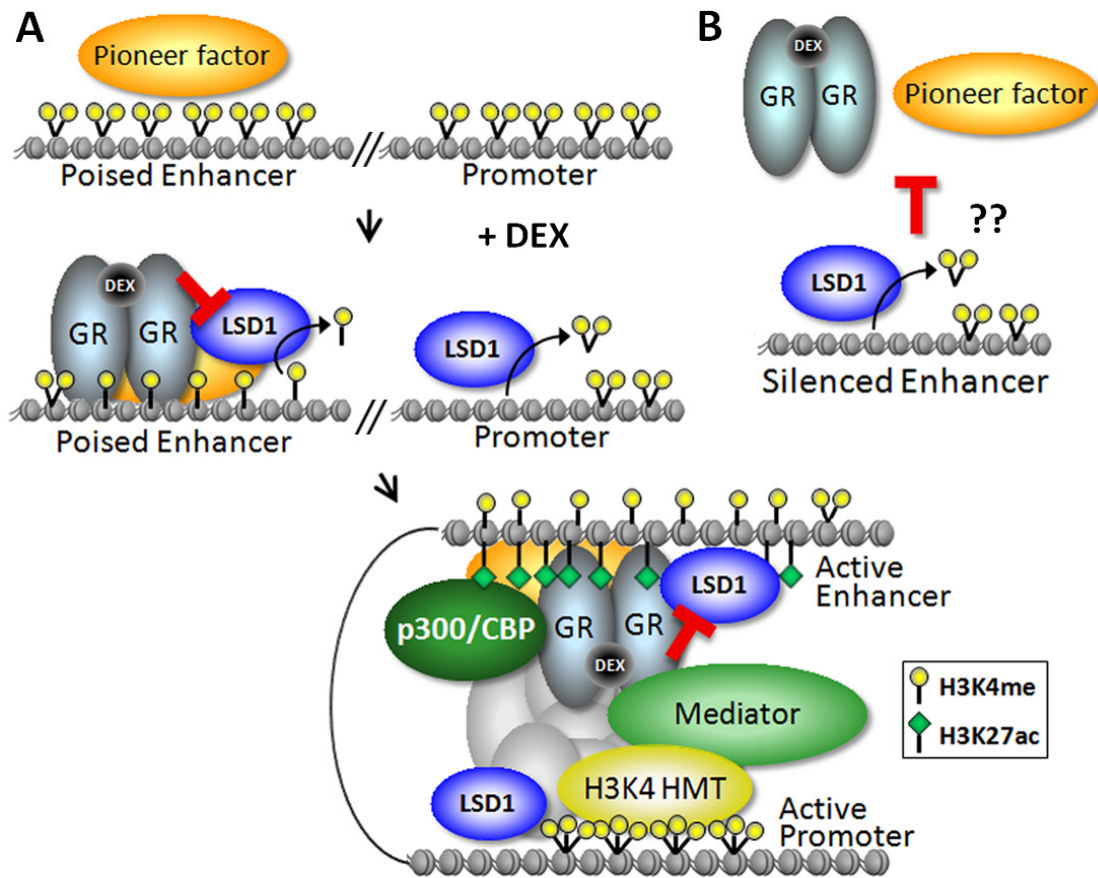 A
Pioneer factor
Poised Enhancer
//
Promoter
+ DEX
DEX
GR
GR
LSD1
Poised Enhancer
//
LSD1
Promoter
B
DEX
GR
GR
Pioneer factor
??
LSD1
Silenced Enhancer
LSD1
Active
Enhancer
p300/CBP
GR
GR
DEX
Mediator
H3K4me
H3K27ac
H3K4 HMT
LSD1
Active
Promoter